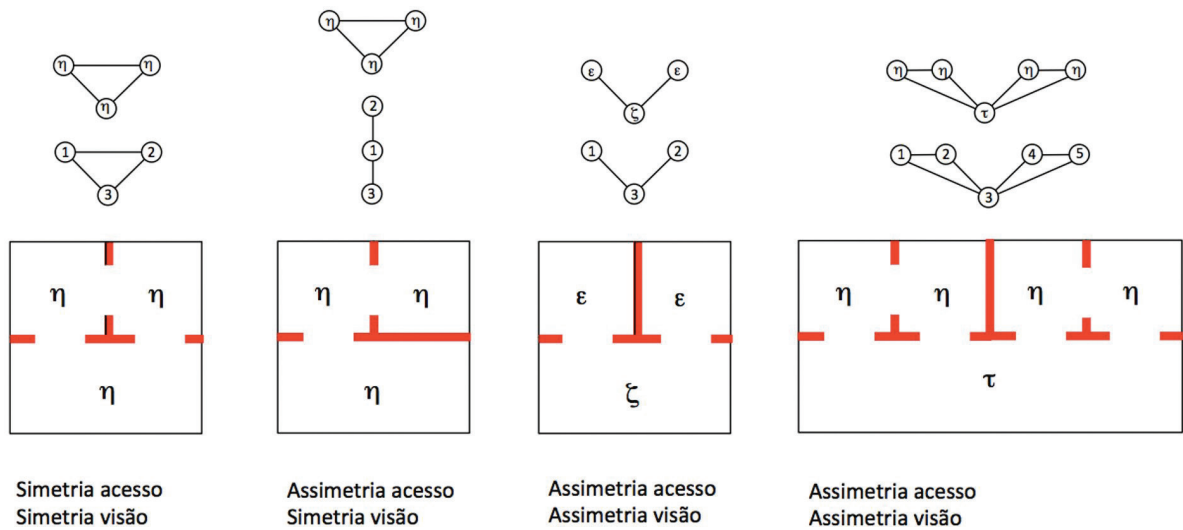 η η
η
1 2
3
η η
η
Simetria acesso
Simetria visão
η η
η
2
1
3
η η
η
Assimetria acesso
Simetria visão
ε ε
ζ
1 2
3
ε ε
ζ
Assimetria acesso
Assimetria visão
η η η η
τ
1 2 4 5
3
η η η η
τ
Assimetria acesso
Assimetria visão